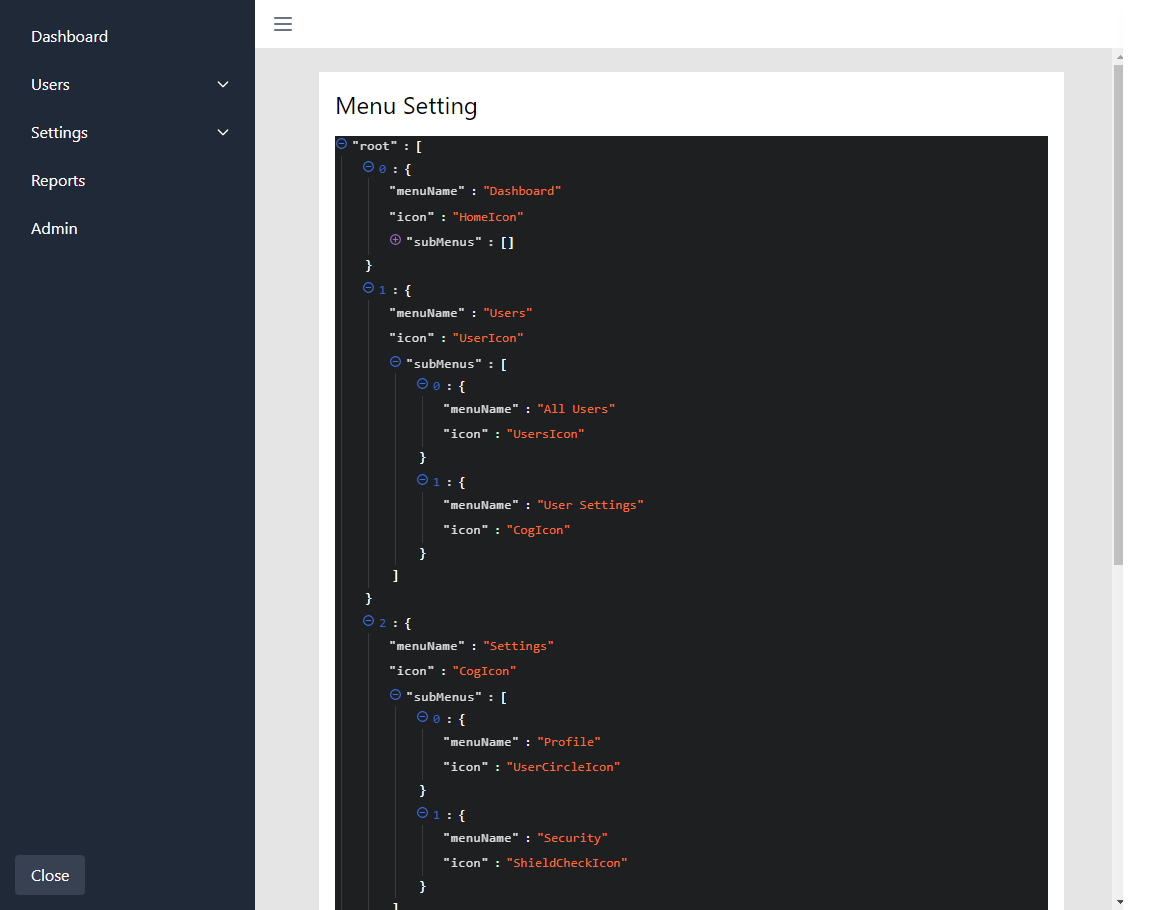 Dashboard
Users
Settings
Reports
Admin
Close
Menu Setting
"root" : [
0 : {
"menuName" : "Dashboard"
"icon" : "HomeIcon"
"subMenus" : []
}
1 : {
"menuName" : "Users"
"icon" : "UserIcon"
"subMenus" : [
0 : {
"menuName" : "All Users"
"icon" : "UsersIcon"
}
1 : {
"menuName" : "User Settings"
"icon" : "CogIcon"
}
]
}
2 : {
"menuName" : "Settings"
"icon" : "CogIcon"
"subMenus" : [
0 : {
"menuName" : "Profile"
"icon" : "UserCircleIcon"
}
1 : {
"menuName" : "Security"
"icon" : "ShieldCheckIcon"
}
]